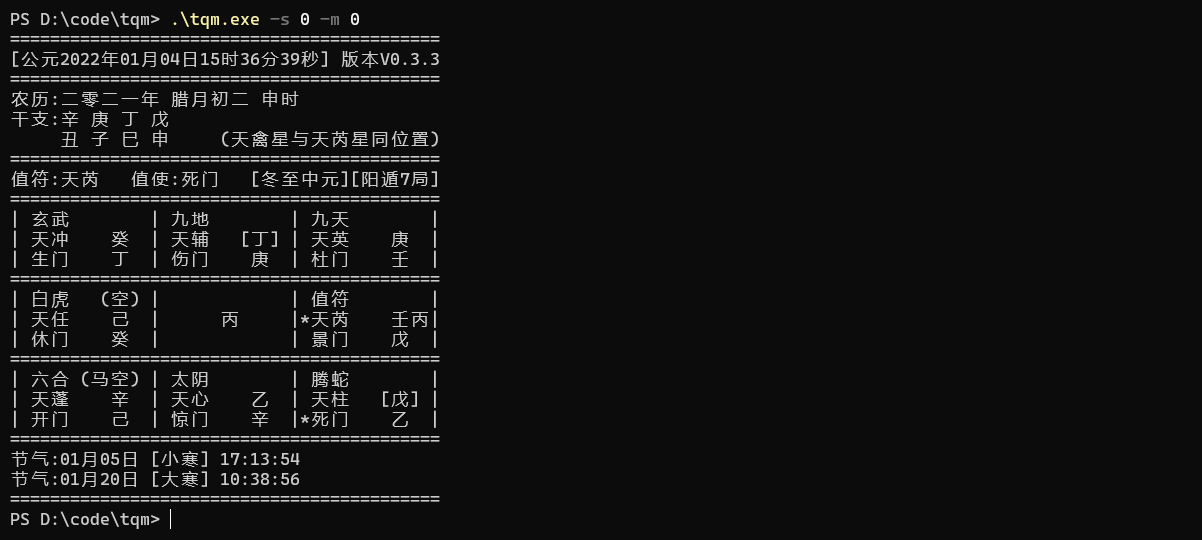 PS D:\code\tqm> .\tqm.exe -s 0 -m 0
===========================================
[公元2022年01月04日15时36分39秒] 版本V0.3.3
===========================================
农历:二零二一年 腊月初二 申时
干支:辛 庚 丁 戊
     丑 子 巳 申     (天禽星与天芮星同位置)
===========================================
值符:天芮   值使:死门   [冬至中元][阳遁7局]
===========================================
| 玄武        | 九地        | 九天        |
| 天冲    癸  | 天辅   [丁] | 天英    庚  |
| 生门    丁  | 伤门    庚  | 杜门    壬  |
===========================================
| 白虎   (空) |             | 值符        |
| 天任    己  |      丙     |*天芮    壬丙|
| 休门    癸  |             | 景门    戊  |
===========================================
| 六合 (马空) | 太阴        | 腾蛇        |
| 天蓬    辛  | 天心    乙  | 天柱   [戊] |
| 开门    己  | 惊门    辛  |*死门    乙  |
===========================================
节气:01月05日 [小寒] 17:13:54
节气:01月20日 [大寒] 10:38:56
===========================================
PS D:\code\tqm>